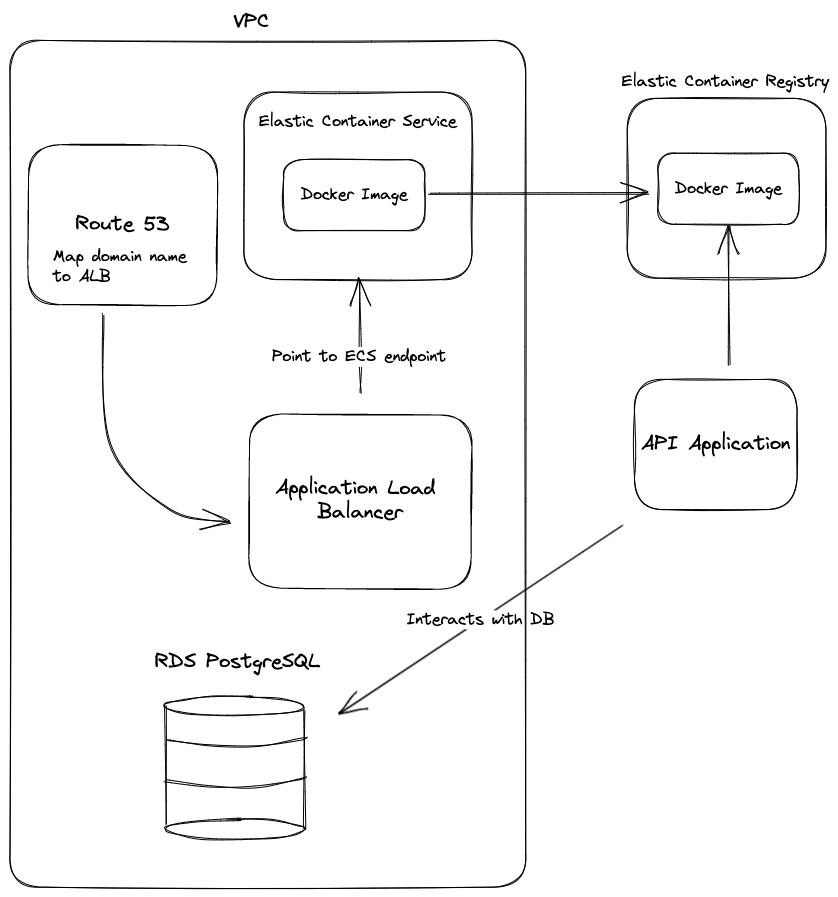 VPC
Elastic Container Registry
Elastic Container Service
Docker Image
Docker Image
Route 53
Map domain name
to ALB
Point to ECS endpoint
API Application
Application Load
Balancer
Interacts with DB
RDS PostgreSQL